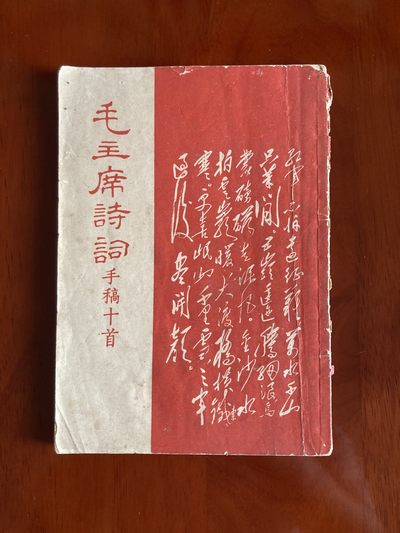 毛主席詩詞
手稿十首
紅軍不怕遠征難萬水千山
只等閒。五嶺逶迤騰細浪烏
蒙磅礴走泥丸金沙水
拍雲崖暖大渡橋橫鐵
索寒。更喜岷山千里雪三軍
過後盡開顏。